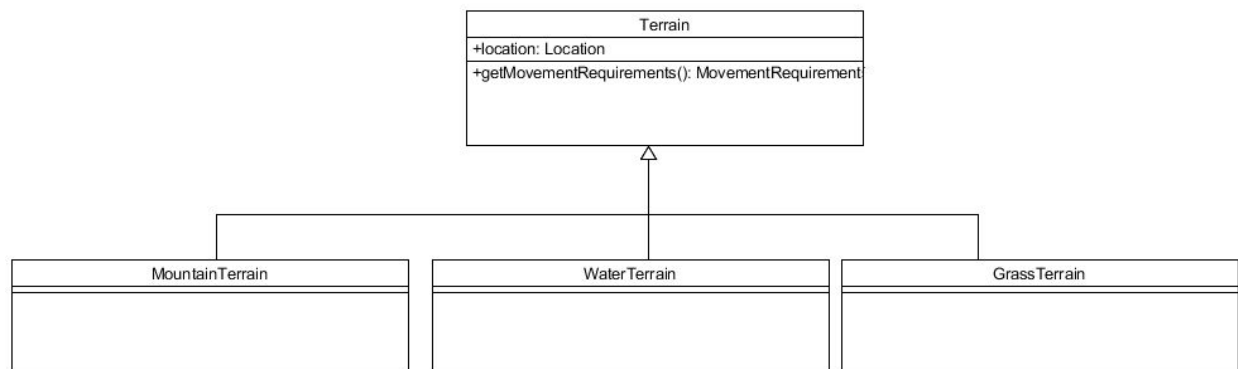 Terrain
+location: Location
+getMovementRequirements(): MovementRequirement
MountainTerrain
WaterTerrain
GrassTerrain